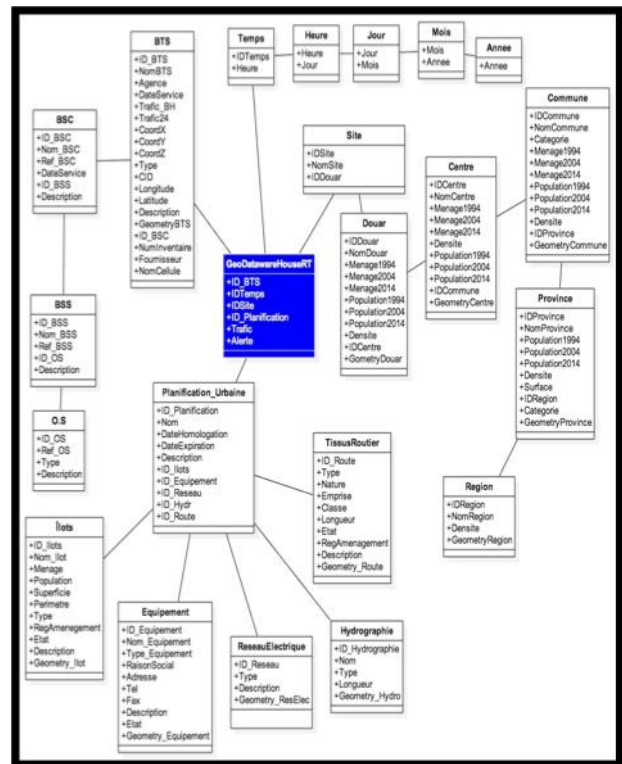 BTS
+ID_BTS
+NomBTS
+Agence
+DateService
+Trafic_BH
+Trafic24
+CoordX
+CoordY
+CoordZ
+Type
+CID
+Longitude
+Latitude
+Description
+GeometryBTS
+ID_BSC
+NumInventaire
+Fournisseur
+NomCellule
Temps
+IDTemps
+Heure
Heure
+Heure
+Jour
Jour
+Jour
+Mois
Mois
+Mois
+Annee
Annee
+Annee
BSC
+ID_BSC
+Nom_BSC
+Ref_BSC
+DateService
+ID_BSS
+Description
Site
+IDSite
+NomSite
+IDDouar
Commune
+IDCommune
+NomCommune
+Categorie
+Menage1994
+Menage2004
+Menage2014
+Population1994
+Population2004
+Population2014
+Densite
+IDProvince
+GeometryCommune
Centre
+IDCentre
+NomCentre
+Menage1994
+Menage2004
+Menage2014
+Densite
+Population1994
+Population2004
+Population2014
+IDCommune
+GeometryCentre
Douar
+IDDouar
+NomDouar
+Menage1994
+Menage2004
+Menage2014
+Population1994
+Population2004
+Population2014
+Densite
+IDCentre
+GometryDouar
GeoDatawareHouseRT
+ID_BTS
+IDTemps
+IDSite
+ID_Planification
+Trafic
+Alerte
BSS
+ID_BSS
+Nom_BSS
+Ref_BSS
+ID_OS
+Description
Province
+IDProvince
+NomProvince
+Population1994
+Population2004
+Population2014
+Densite
+Surface
+IDRegion
+Categorie
+GeometryProvince
O.S
+ID_OS
+Ref_OS
+Type
+Description
Planification_Urbaine
+ID_Planification
+Nom
+DateHomologation
+DateExpiration
+Description
+ID_Ilots
+ID_Equipement
+ID_Reseau
+ID_Hydr
+ID_Route
TissusRoutier
+ID_Route
+Type
+Nature
+Emprise
+Classe
+Longueur
+Etat
+RegAmenagement
+Description
+Geometry_Route
Region
+IDRegion
+NomRegion
+Densite
+GeometryRegion
Îlots
+ID_Ilots
+Nom_Ilot
+Menage
+Population
+Superficie
+Perimetre
+Type
+RegAmenegement
+Etat
+Description
+Geometry_Ilot
Equipement
+ID_Equipement
+Nom_Equipement
+Type_Equipement
+RaisonSocial
+Adresse
+Tel
+Fax
+Description
+Etat
+Geometry_Equipement
ReseauElectrique
+ID_Reseau
+Type
+Description
+Geometry_ResElec
Hydrographie
+ID_Hydrographie
+Nom
+Type
+Longueur
+Geometry_Hydro